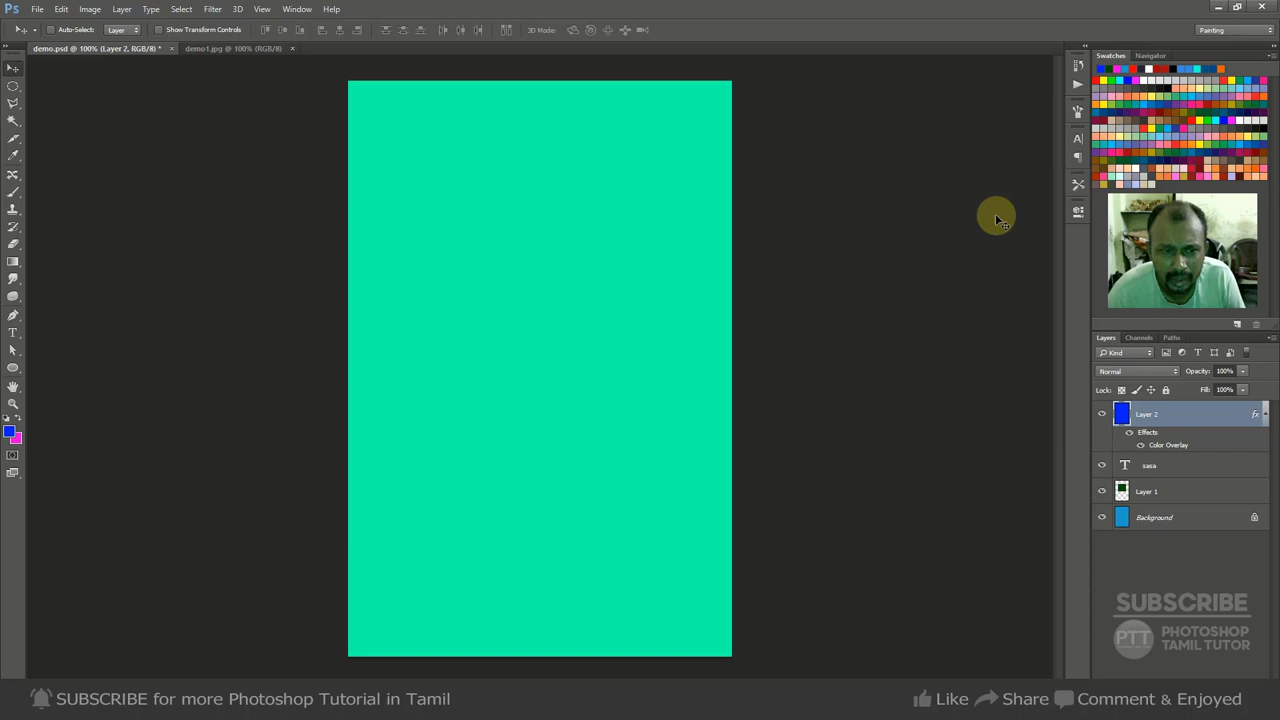 Ps File Edit Image Layer Type Select Filter 3D View Window Help
Auto-Select: Layer Show Transform Controls 3D Mode: Painting
demo.psd @ 100% (Layer 2, RGB/8) * × demo1.jpg @ 100% (RGB/8) ×
Swatches Navigator
Layers Channels Paths
Kind
Normal Opacity: 100%
Lock: Fill: 100%
Layer 2 fx
Effects
Color Overlay
T sasa
Layer 1
Background
SUBSCRIBE
PTT PHOTOSHOP
TAMIL TUTOR
SUBSCRIBE for more Photoshop Tutorial in Tamil Like Share Comment & Enjoyed